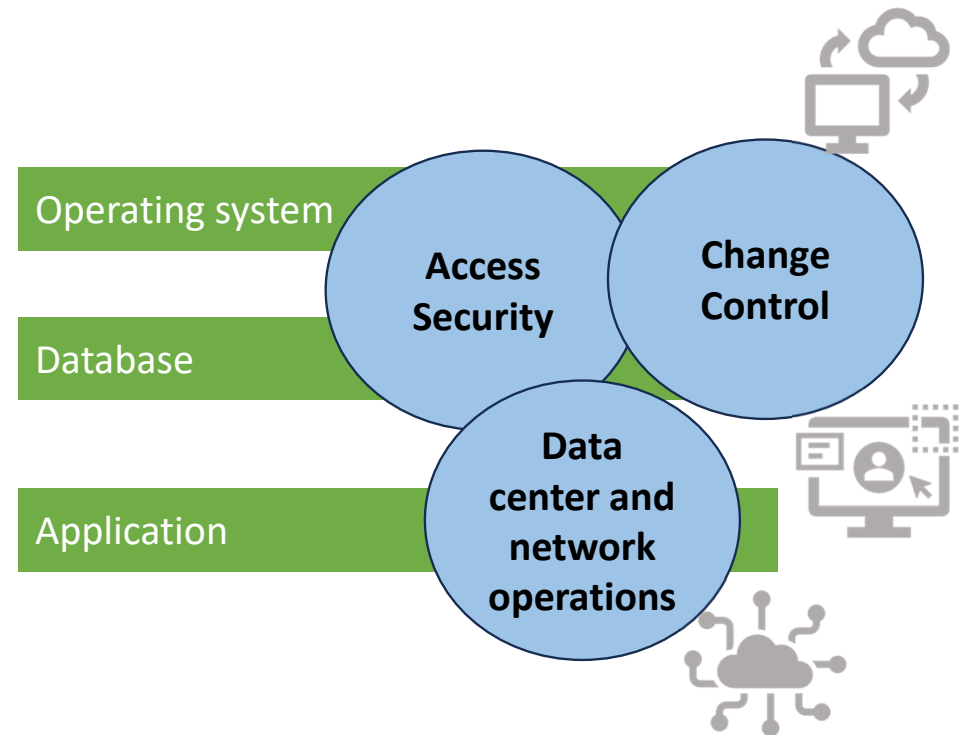 Operating system
Access
Security
Change
Control
Database
Data
center and
network
operations
Application